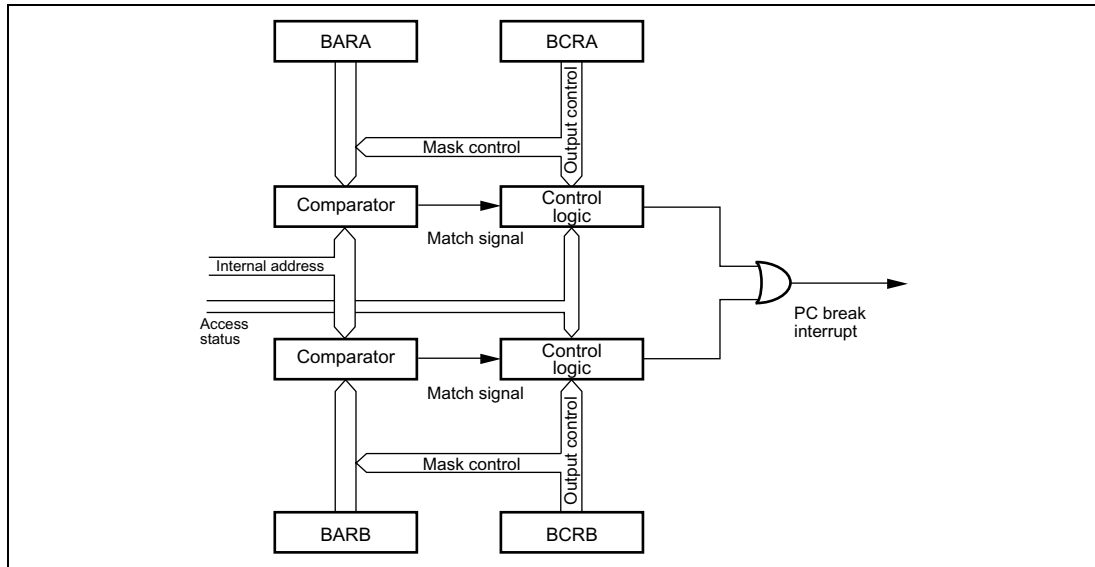 BARA
BCRA
Output control
Mask control
Comparator
Control
logic
Match signal
Internal address
Access
status
PC break
interrupt
Comparator
Control
logic
Match signal
Output control
Mask control
BARB
BCRB